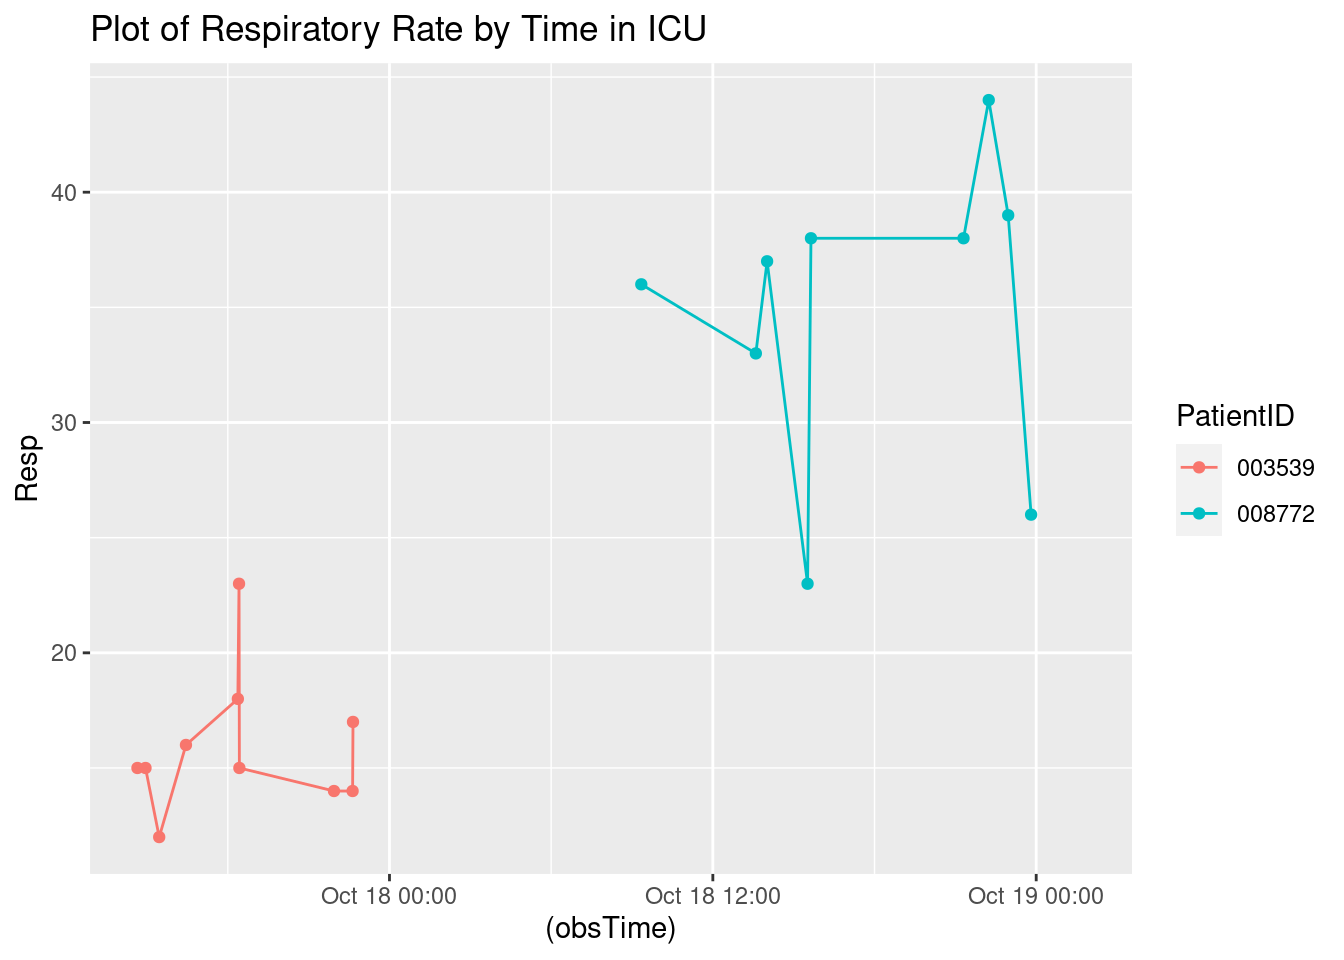 Plot of Respiratory Rate by Time in ICU
Resp
40
30
20
Oct 18 00:00
Oct 18 12:00
Oct 19 00:00
(obsTime)
PatientID
003539
008772